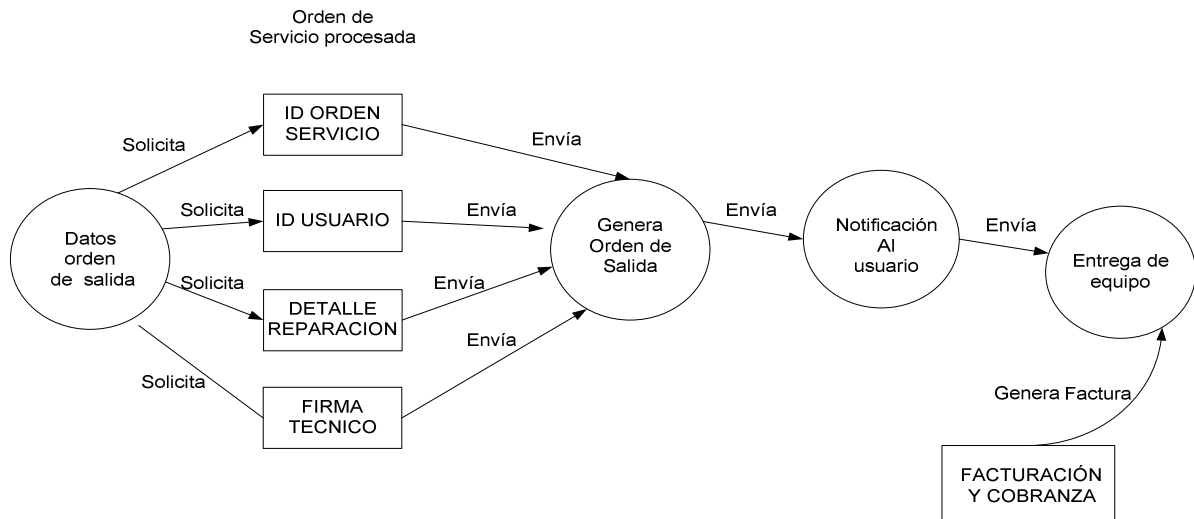 Orden de
Servicio procesada
ID ORDEN
SERVICIO
Solicita
Envía
ID USUARIO
Solicita
Envía
Datos
orden
de salida
Genera
Orden de
Salida
Envía
Notificación
Al
usuario
Envía
Entrega de
equipo
Solicita
DETALLE
REPARACION
Envía
Envía
Solicita
FIRMA
TECNICO
Genera Factura
FACTURACIÓN
Y COBRANZA